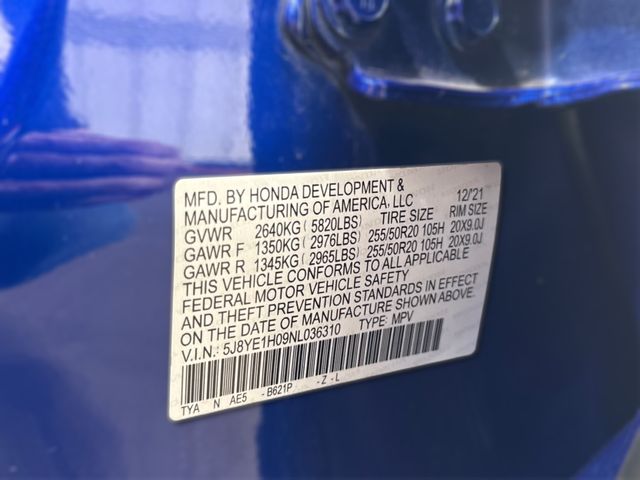 MFD. BY HONDA DEVELOPMENT & 12/'21
MANUFACTURING OF AMERICA, LLC
GVWR 2640KG ( 5820LBS) TIRE SIZE RIM SIZE
GAWR F 1350KG ( 2976LBS) 255/50R20 105H 20X9.0J
GAWR R 1345KG ( 2965LBS) 255/50R20 105H 20X9.0J
THIS VEHICLE CONFORMS TO ALL APPLICABLE
FEDERAL MOTOR VEHICLE SAFETY
AND THEFT PREVENTION STANDARDS IN EFFECT
ON THE DATE OF MANUFACTURE SHOWN ABOVE.
V.I.N.: 5J8YE1H09NL036310 TYPE: MPV
TYA N AE5 -B621P -Z -L